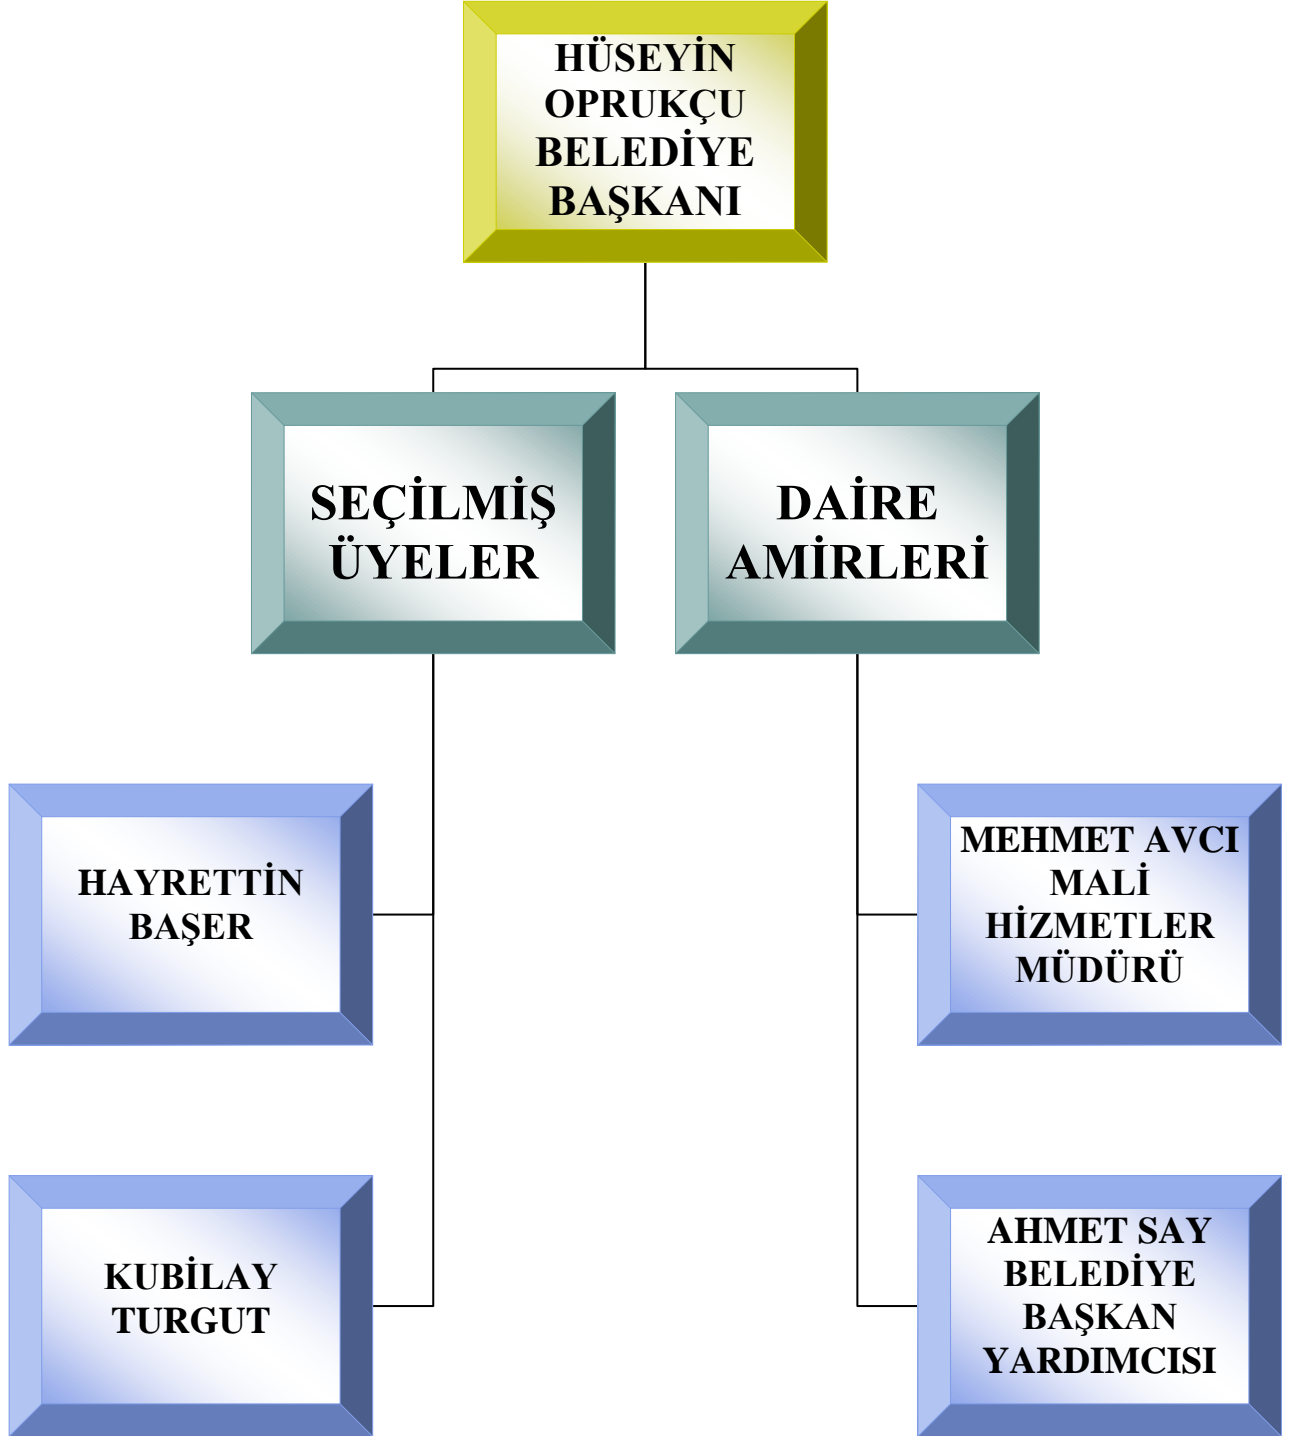 HÜSEYİN
OPRUKÇU
BELEDİYE
BAŞKANI
SEÇİLMİŞ
ÜYELER
DAİRE
AMİRLERİ
HAYRETTİN
BAŞER
MEHMET AVCI
MALİ
HİZMETLER
MÜDÜRÜ
KUBİLAY
TURGUT
AHMET SAY
BELEDİYE
BAŞKAN
YARDIMCISI